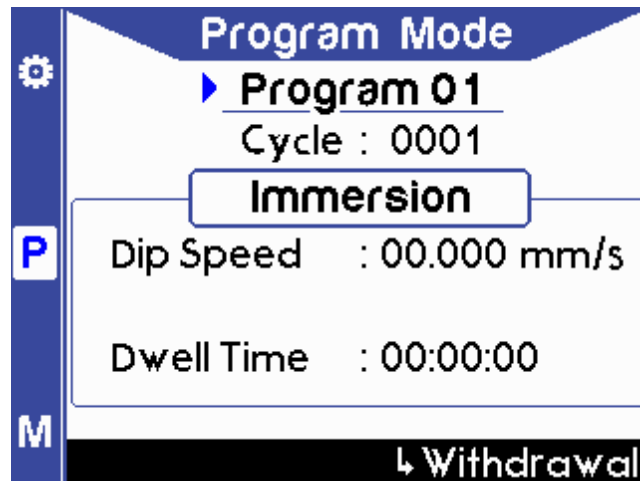 Program Mode
Program 01
Cycle : 0001
Immersion
P
Dip Speed : 00.000 mm/s
Dwell Time : 00:00:00
M
Withdrawal